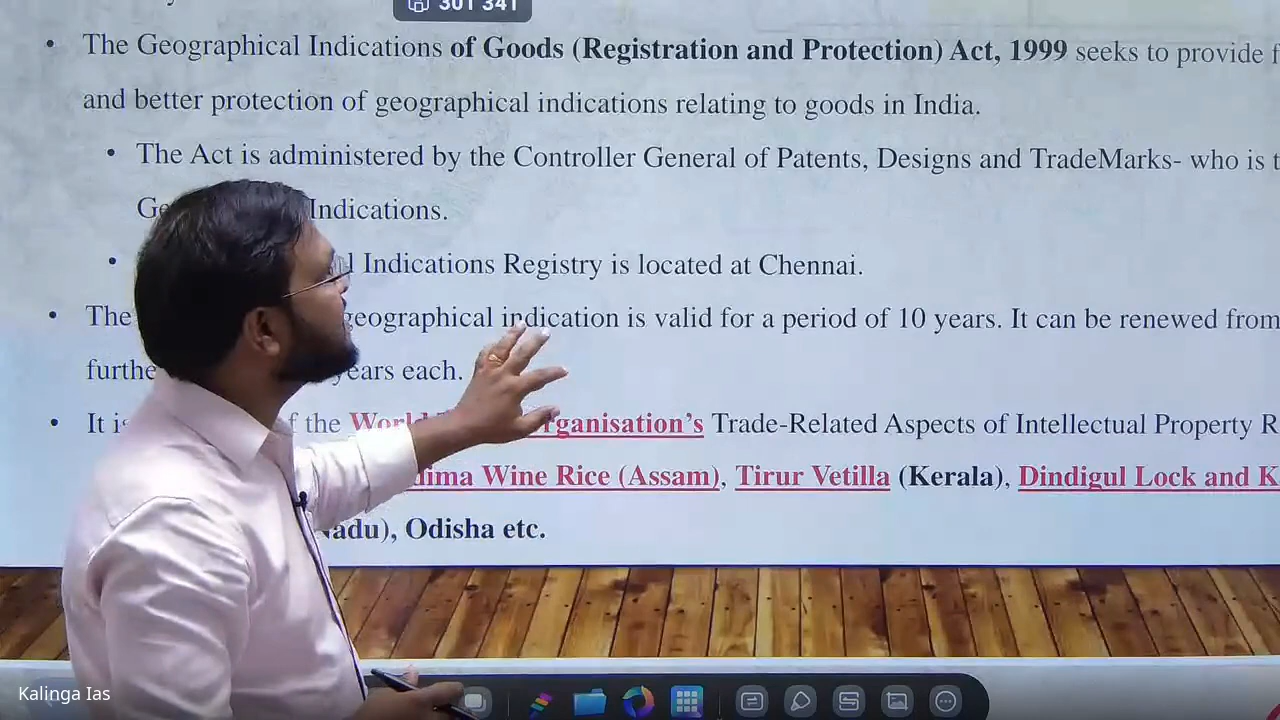 301 341
The Geographical Indications of Goods (Registration and Protection) Act, 1999 seeks to provide f
and better protection of geographical indications relating to goods in India.
The Act is administered by the Controller General of Patents, Designs and TradeMarks- who is t
Ge Indications.
l Indications Registry is located at Chennai.
The geographical indication is valid for a period of 10 years. It can be renewed from
furthe years each.
It is f the World Organisation's Trade-Related Aspects of Intellectual Property R
ima Wine Rice (Assam), Tirur Vetilla (Kerala), Dindigul Lock and K
Nadu), Odisha etc.
Kalinga Ias